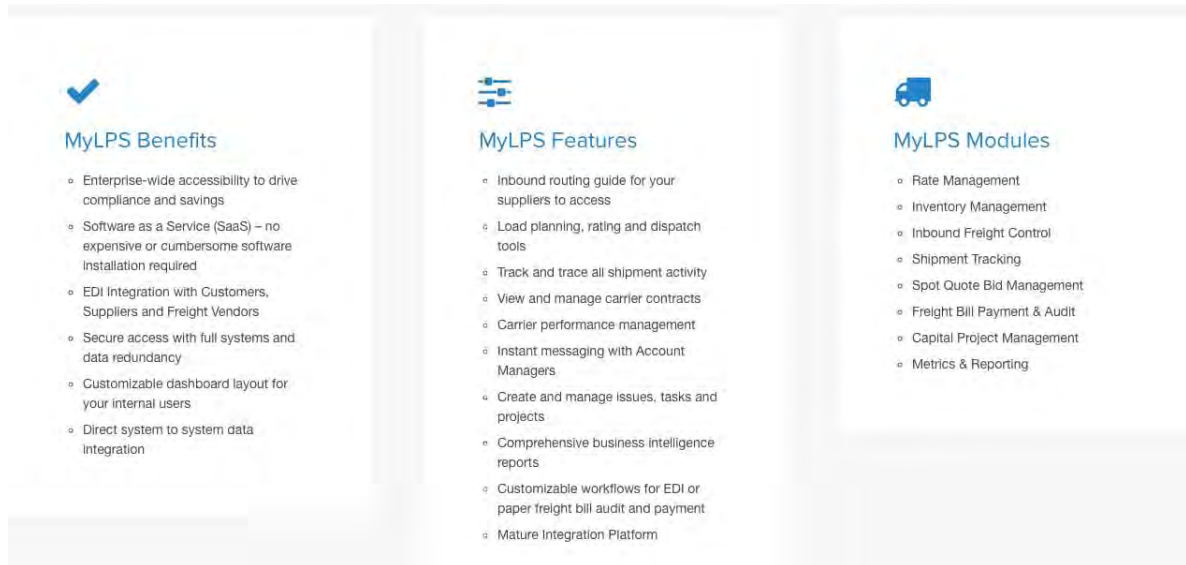 MyLPS Benefits
Enterprise-wide accessibility to drive
compliance and savings
Software as a Service (SaaS) – no
expensive or cumbersome software
installation required
EDI Integration with Customers,
Suppliers and Freight Vendors
Secure access with full systems and
data redundancy
Customizable dashboard layout for
your internal users
Direct system to system data
integration
MyLPS Features
Inbound routing guide for your
suppliers to access
Load planning, rating and dispatch
tools
Track and trace all shipment activity
View and manage carrier contracts
Carrier performance management
Instant messaging with Account
Managers
Create and manage issues, tasks and
projects
Comprehensive business intelligence
reports
Customizable workflows for EDI or
paper freight bill audit and payment
Mature Integration Platform
MyLPS Modules
Rate Management
Inventory Management
Inbound Freight Control
Shipment Tracking
Spot Quote Bid Management
Freight Bill Payment & Audit
Capital Project Management
Metrics & Reporting